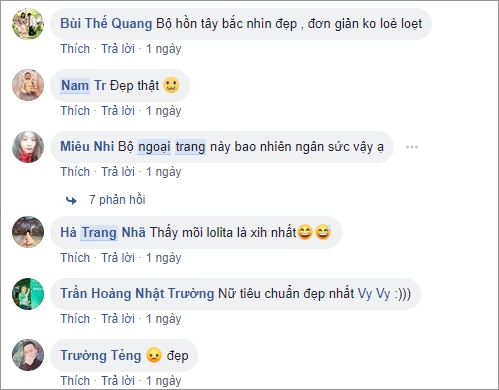 Bùi Thế Quang Bộ hồn tây bắc nhìn đẹp , đơn giản ko loè loẹt
Thích · Trả lời · 1 ngày
Nam Tr Đẹp thật
Thích · Trả lời · 1 ngày
Miêu Nhi Bộ ngoại trang này bao nhiên ngân sức vậy ạ
Thích · Trả lời · 1 ngày
7 phản hồi
Hà Trang Nhã Thấy mõi lolita là xih nhất😄😅
Thích · Trả lời · 1 ngày
Trần Hoảng Nhật Trường Nữ tiêu chuẩn đẹp nhất Vy Vy :)))
Thích · Trả lời · 1 ngày
Trường Tẻng 😠 đẹp
Thích · Trả lời · 1 ngày